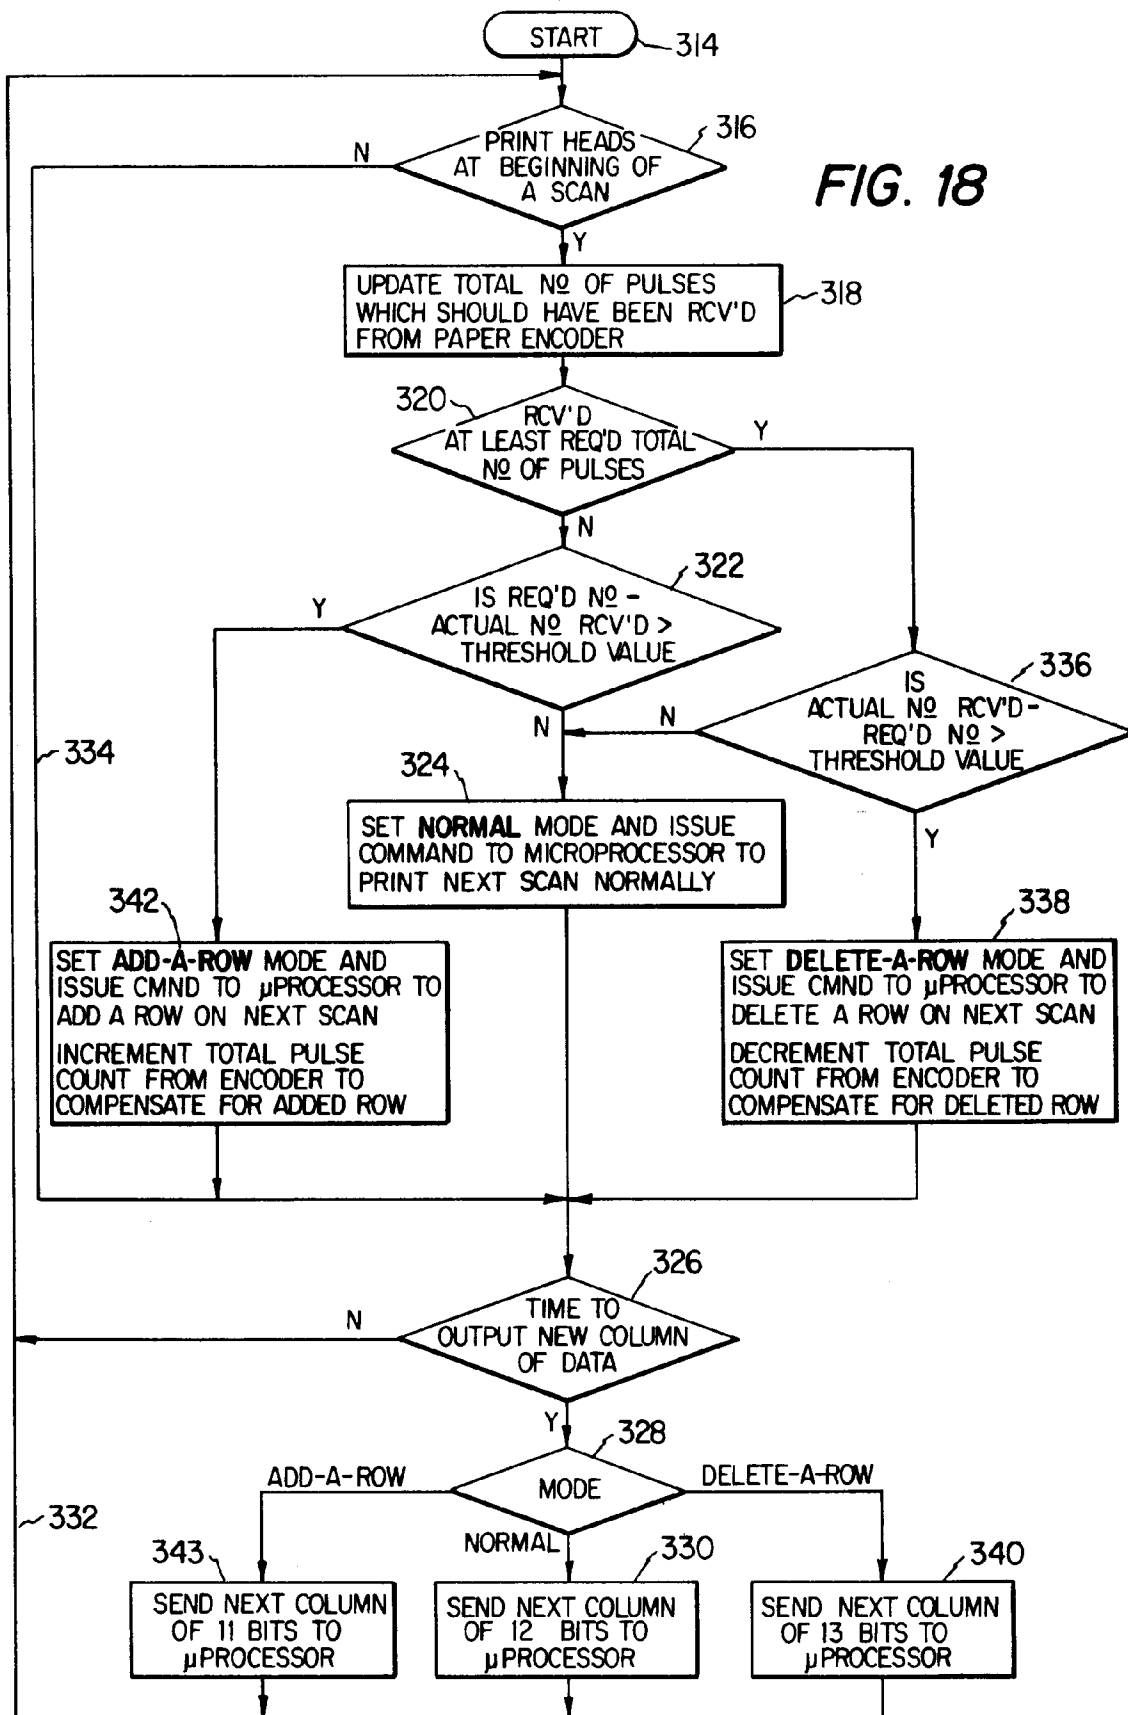 START
314
PRINT HEADS
AT BEGINNING OF
A SCAN
316
N
FIG. 18
Y
UPDATE TOTAL Nº OF PULSES
WHICH SHOULD HAVE BEEN RCV'D
FROM PAPER ENCODER
318
320
RCV'D
AT LEAST REQ'D TOTAL
Nº OF PULSES
Y
N
322
IS REQ'D Nº -
ACTUAL Nº RCV'D >
THRESHOLD VALUE
Y
336
IS
ACTUAL Nº RCV'D-
REQ'D Nº >
THRESHOLD VALUE
N
N
Y
334
324
SET NORMAL MODE AND ISSUE
COMMAND TO MICROPROCESSOR TO
PRINT NEXT SCAN NORMALLY
342
SET ADD-A-ROW MODE AND
ISSUE CMND TO µPROCESSOR TO
ADD A ROW ON NEXT SCAN
INCREMENT TOTAL PULSE
COUNT FROM ENCODER TO
COMPENSATE FOR ADDED ROW
338
SET DELETE-A-ROW MODE AND
ISSUE CMND TO µPROCESSOR TO
DELETE A ROW ON NEXT SCAN
DECREMENT TOTAL PULSE
COUNT FROM ENCODER TO
COMPENSATE FOR DELETED ROW
326
TIME TO
OUTPUT NEW COLUMN
OF DATA
N
Y
328
MODE
ADD-A-ROW
DELETE-A-ROW
NORMAL
332
343
SEND NEXT COLUMN
OF 11 BITS TO
µPROCESSOR
330
SEND NEXT COLUMN
OF 12 BITS TO
µPROCESSOR
340
SEND NEXT COLUMN
OF 13 BITS TO
µPROCESSOR